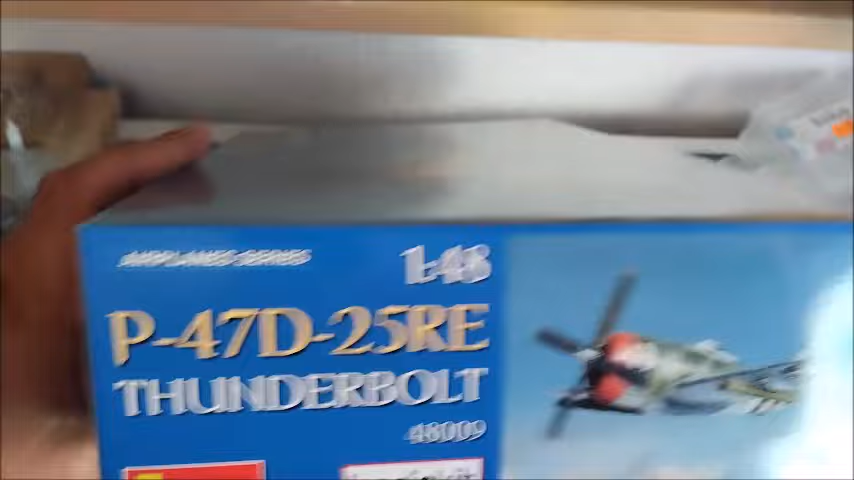 AIRPLANES SERIES
1:48
P-47D-25RE
THUNDERBOLT
48009